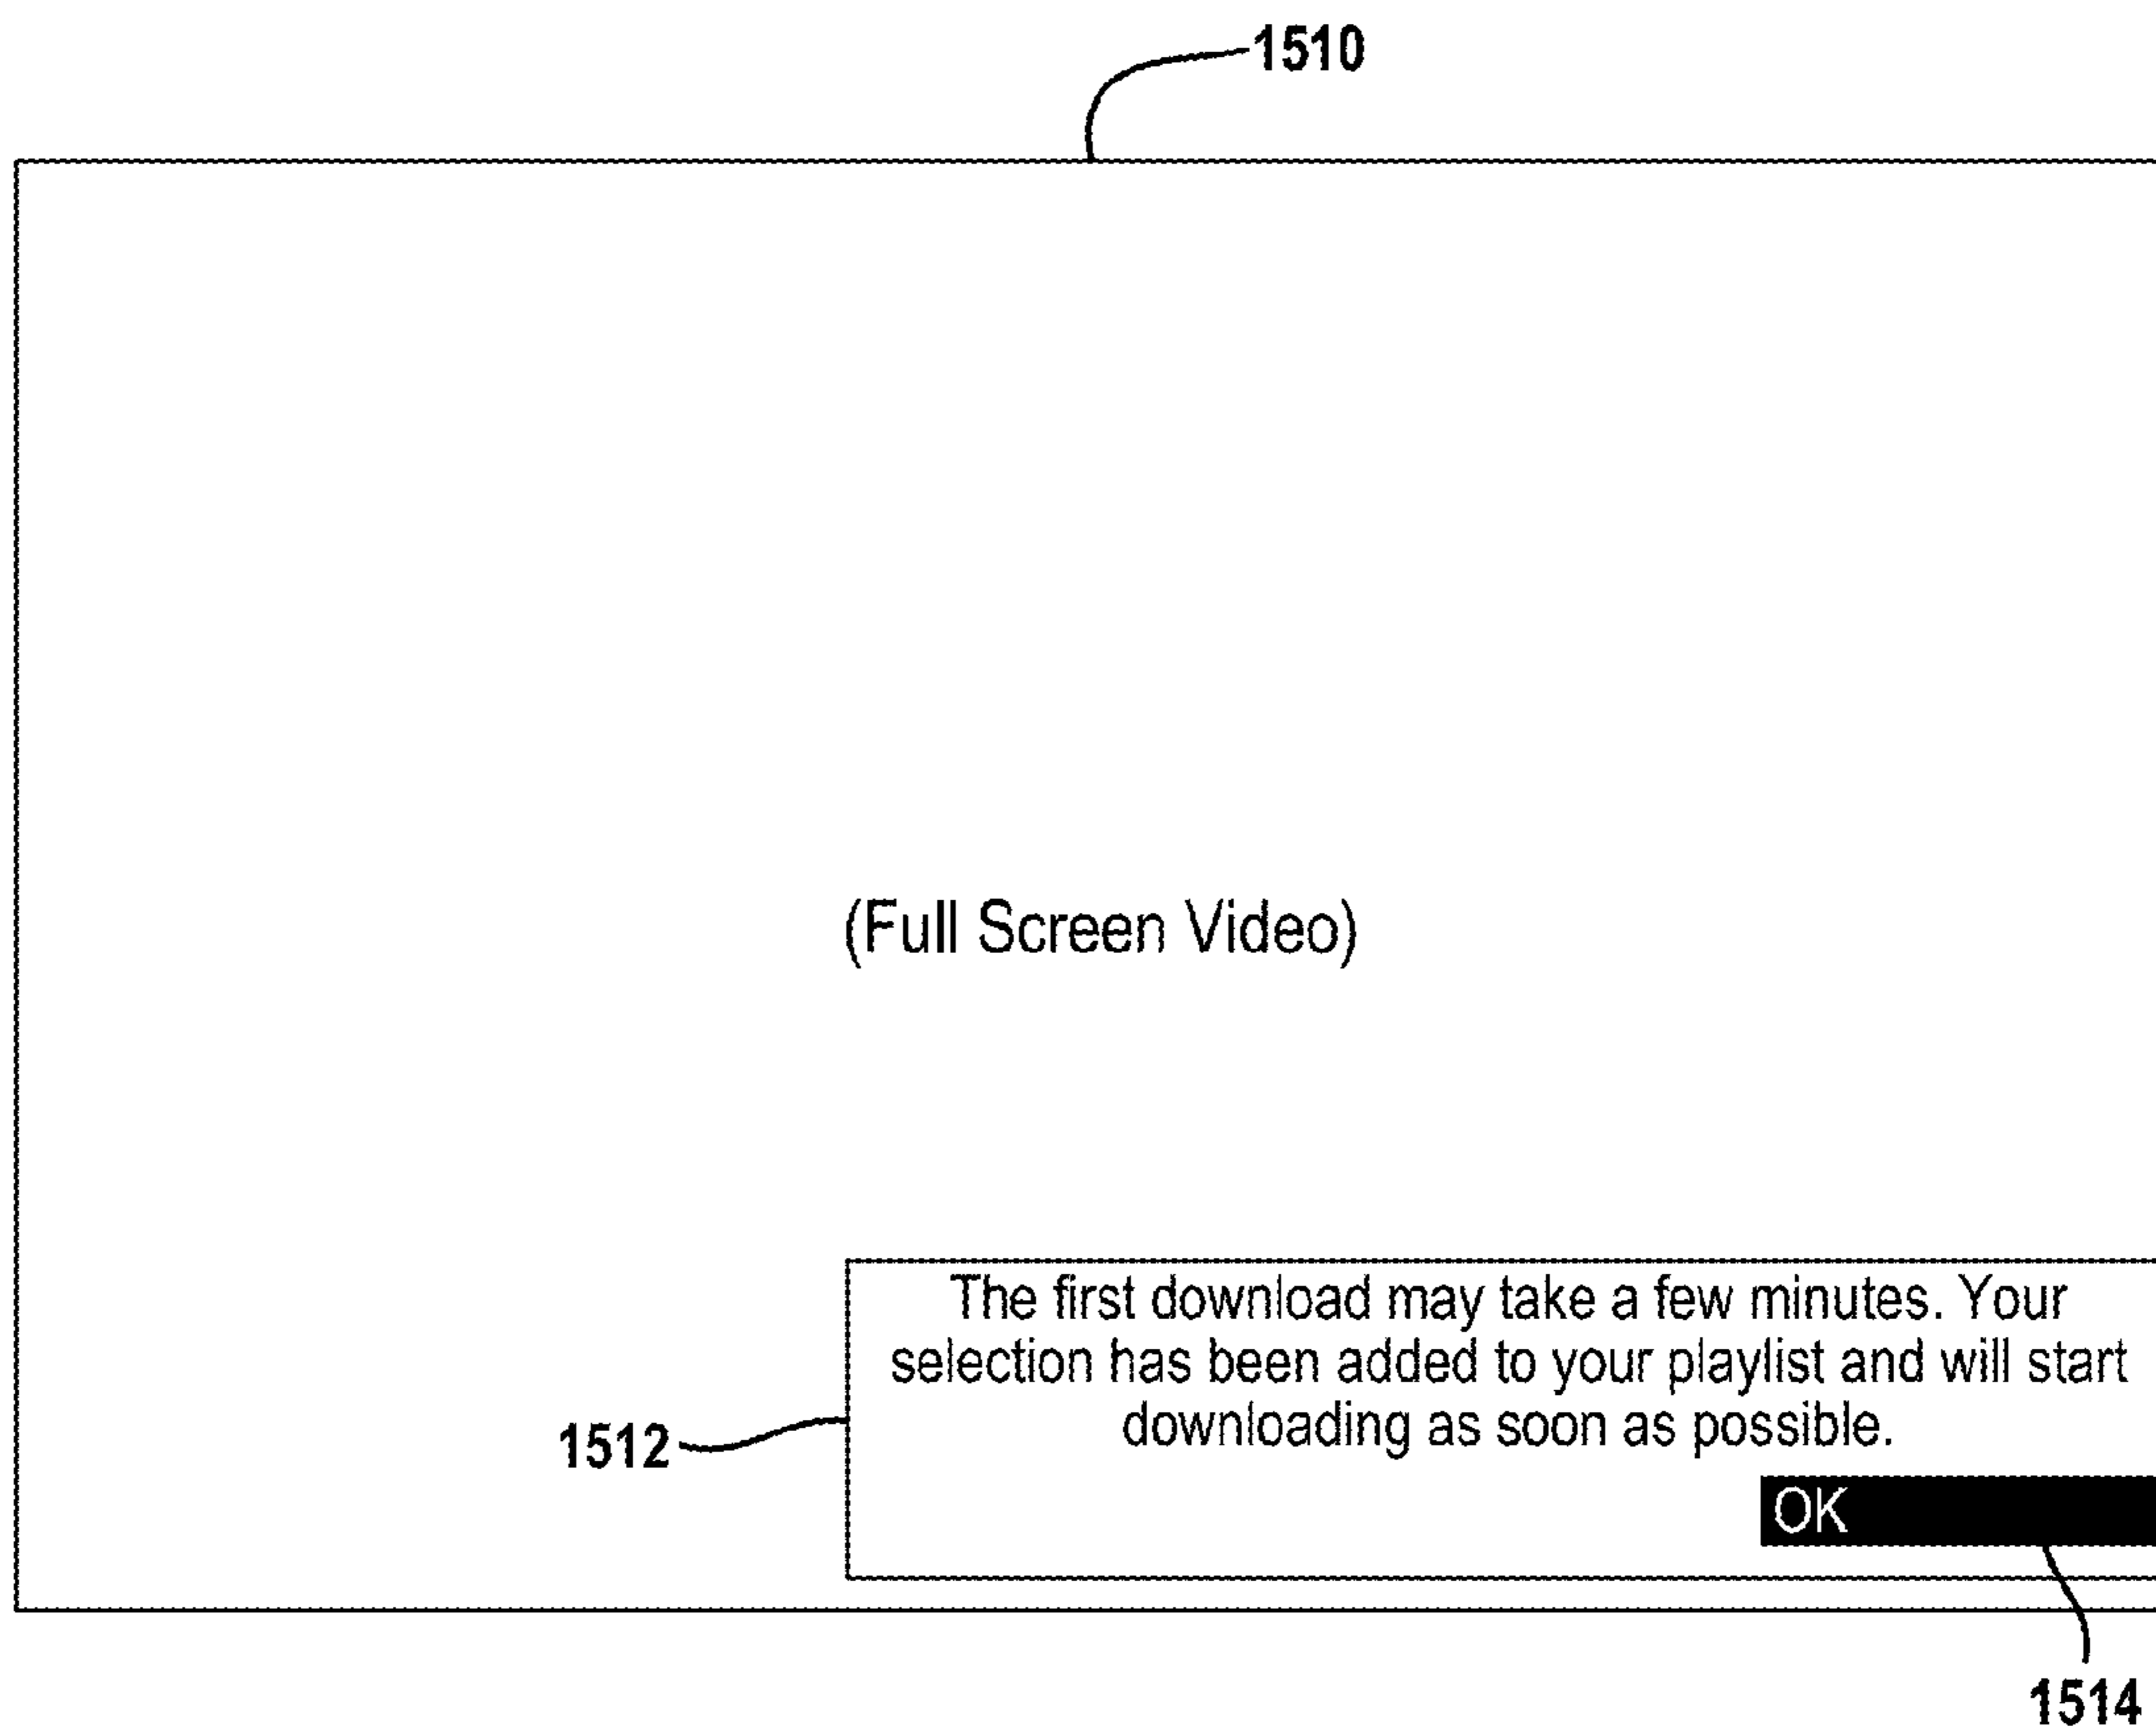 1510
(Full Screen Video)
The first download may take a few minutes. Your
selection has been added to your playlist and will start
downloading as soon as possible.
1512
OK
1514